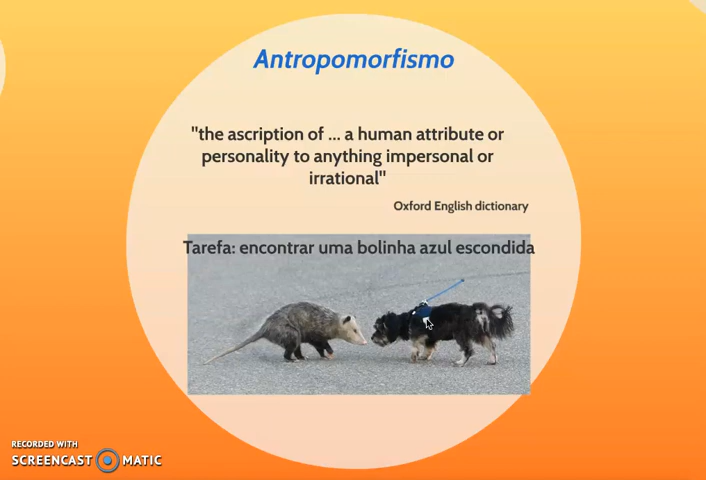 Antropomorfismo
"the ascription of ... a human attribute or
personality to anything impersonal or
irrational"
Oxford English dictionary
Tarefa: encontrar uma bolinha azul escondida
RECORDED WITH
SCREENCAST MATIC